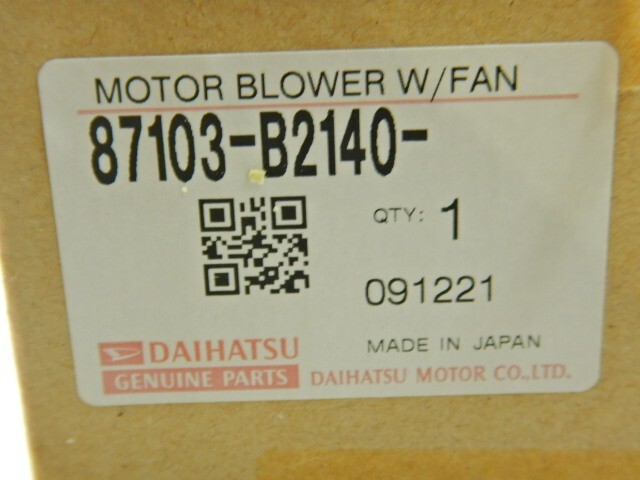 MOTOR BLOWER W/FAN
87103-B2140-
QTY: 1
091221
DAIHATSU
MADE IN JAPAN
GENUINE PARTS
DAIHATSU MOTOR CO.,LTD.